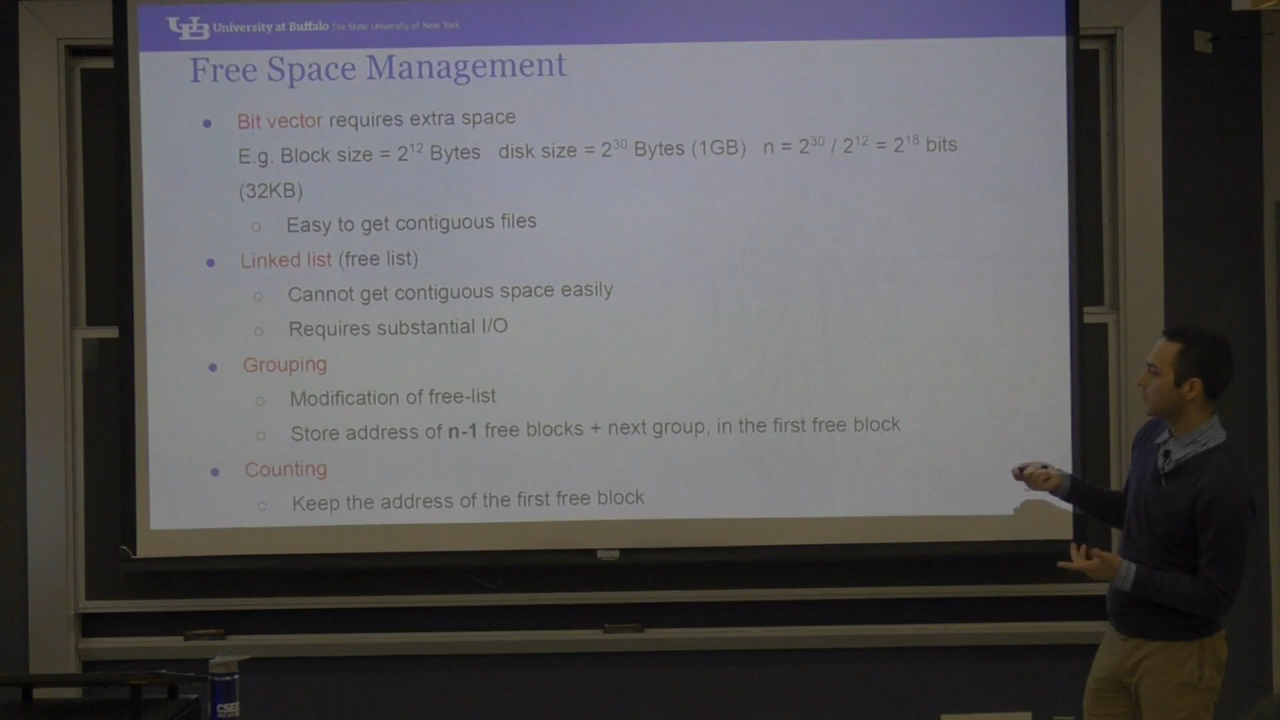 UB University at Buffalo The State University of New York
Free Space Management
• Bit vector requires extra space
E.g. Block size = 2¹² Bytes disk size = 2³⁰ Bytes (1GB) n = 2³⁰ / 2¹² = 2¹⁸ bits
(32KB)
○ Easy to get contiguous files
• Linked list (free list)
○ Cannot get contiguous space easily
○ Requires substantial I/O
• Grouping
○ Modification of free-list
○ Store address of n-1 free blocks + next group, in the first free block
• Counting
○ Keep the address of the first free block
CSE